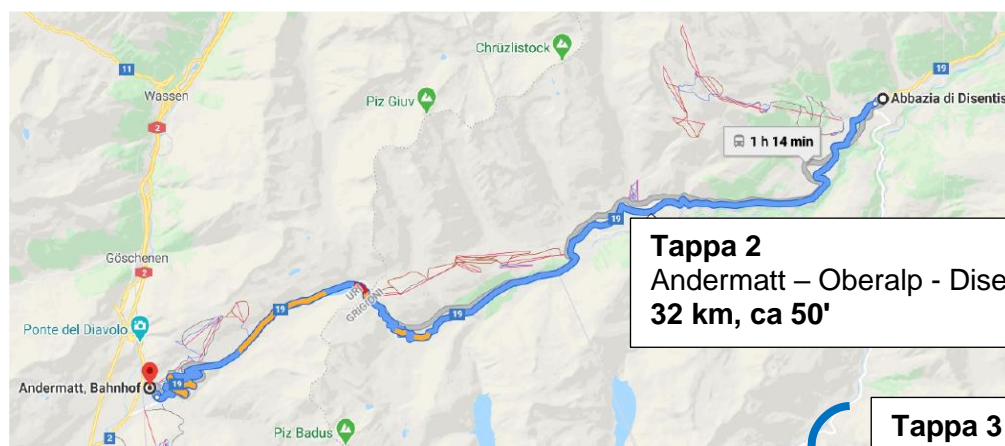 Chrüzlistock
19
11
Abbazia di Disentis
Wassen
Piz Giuv
2
1 h 14 min
19
Tappa 2
Andermatt – Oberalp - Dise
32 km, ca 50'
Göschenen
2
URI
GRIGIONI
19
19
Ponte del Diavolo
Andermatt, Bahnhof
19
2
Piz Badus
Tappa 3